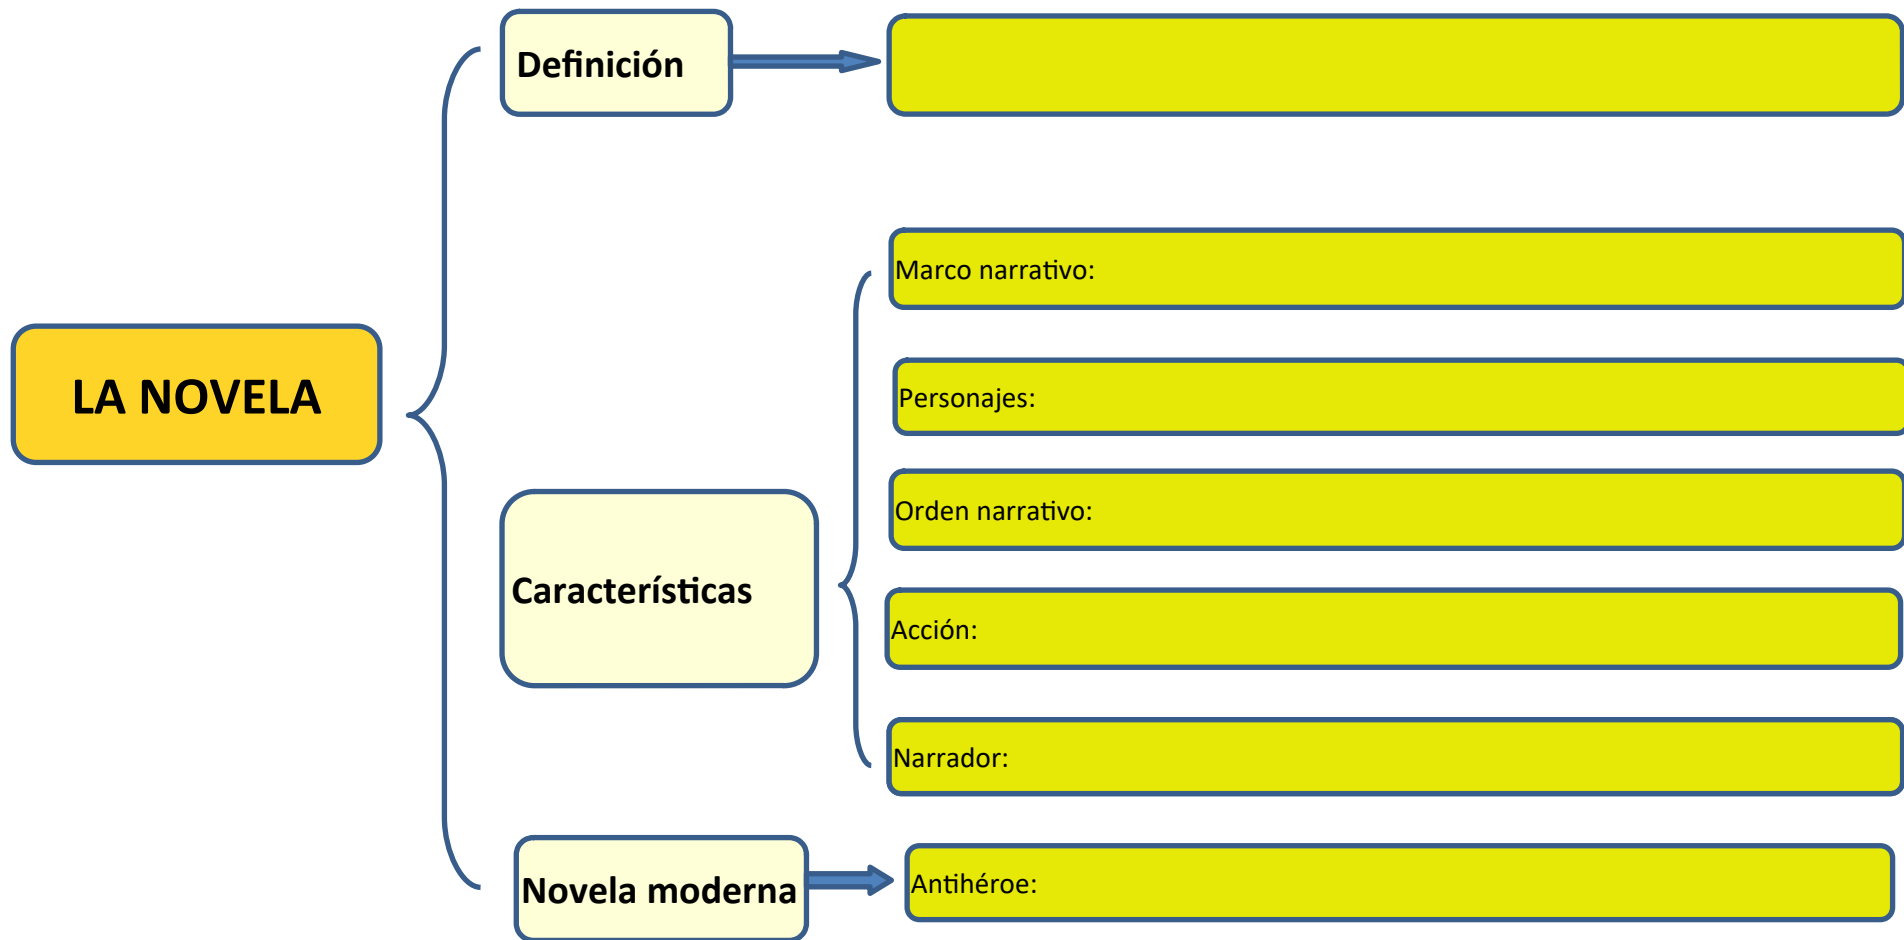 Definición
Marco narrativo:
Personajes:
LA NOVELA
Orden narrativo:
Características
Acción:
Narrador:
Novela moderna
Antihéroe: